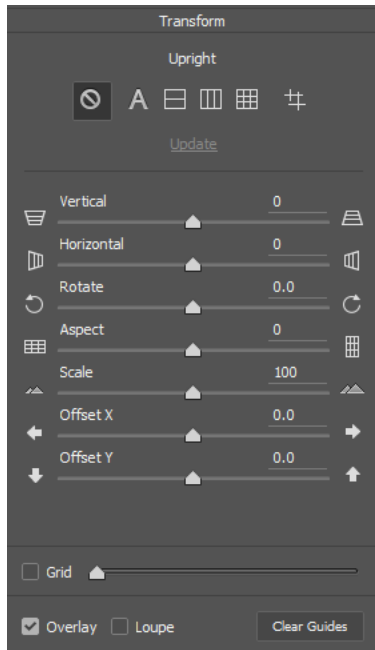 Transform
Upright
A
Update
Vertical 0
Horizontal 0
Rotate 0.0
Aspect 0
Scale 100
Offset X 0.0
Offset Y 0.0
Grid
Overlay Loupe Clear Guides